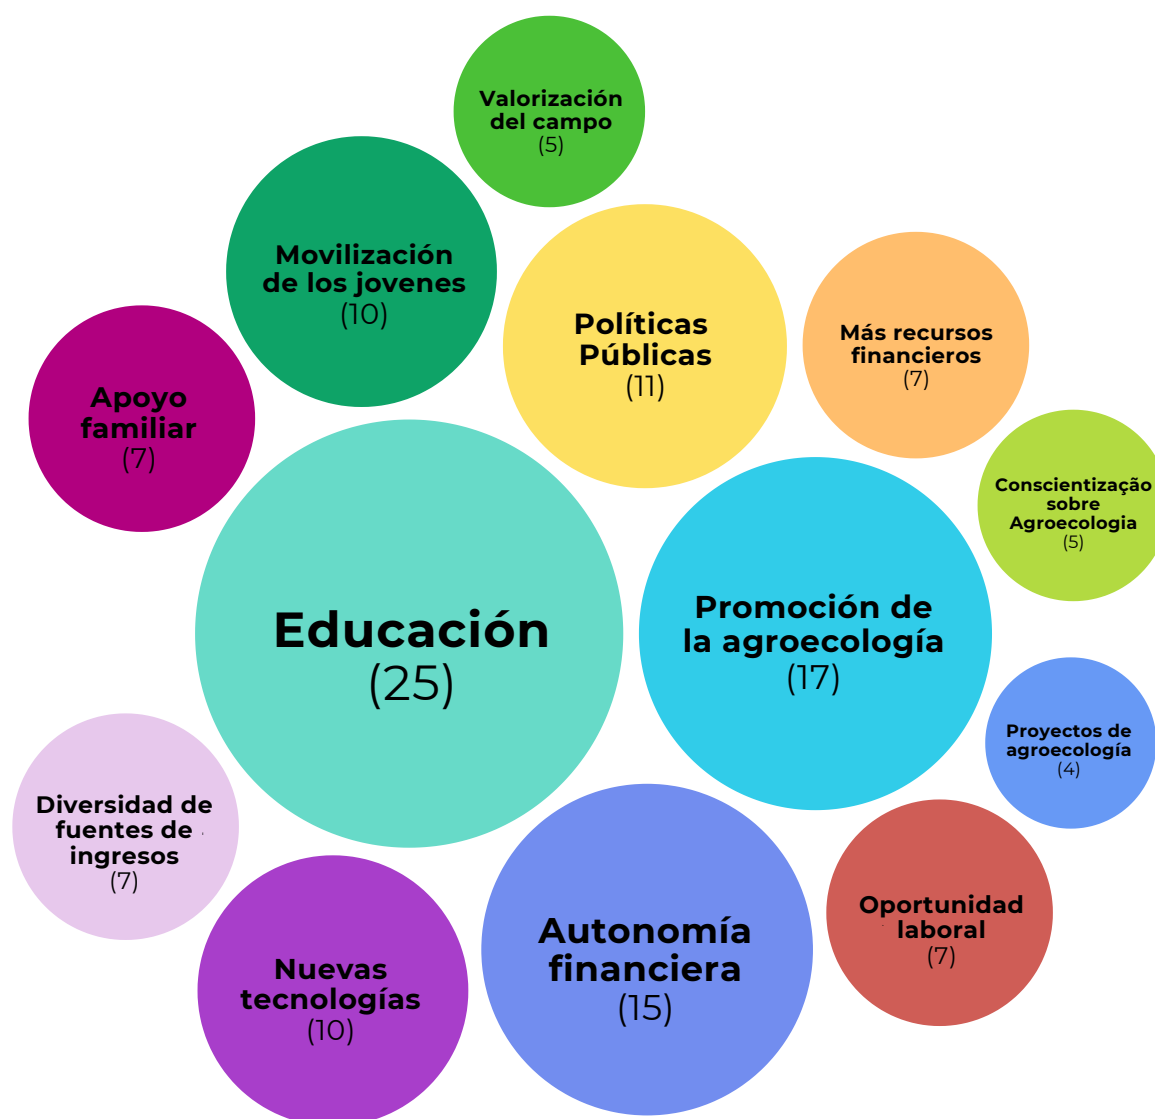 Valorización
del campo
(5)
Movilización
de los jovenes
(10)
Políticas
Públicas
(11)
Más recursos
financieros
(7)
Apoyo
familiar
(7)
Conscientização
sobre
Agroecologia
(5)
Educación
(25)
Promoción de
la agroecología
(17)
Proyectos de
agroecología
(4)
Diversidad de
fuentes de
ingresos
(7)
Autonomía
financiera
(15)
Oportunidad
laboral
(7)
Nuevas
tecnologías
(10)